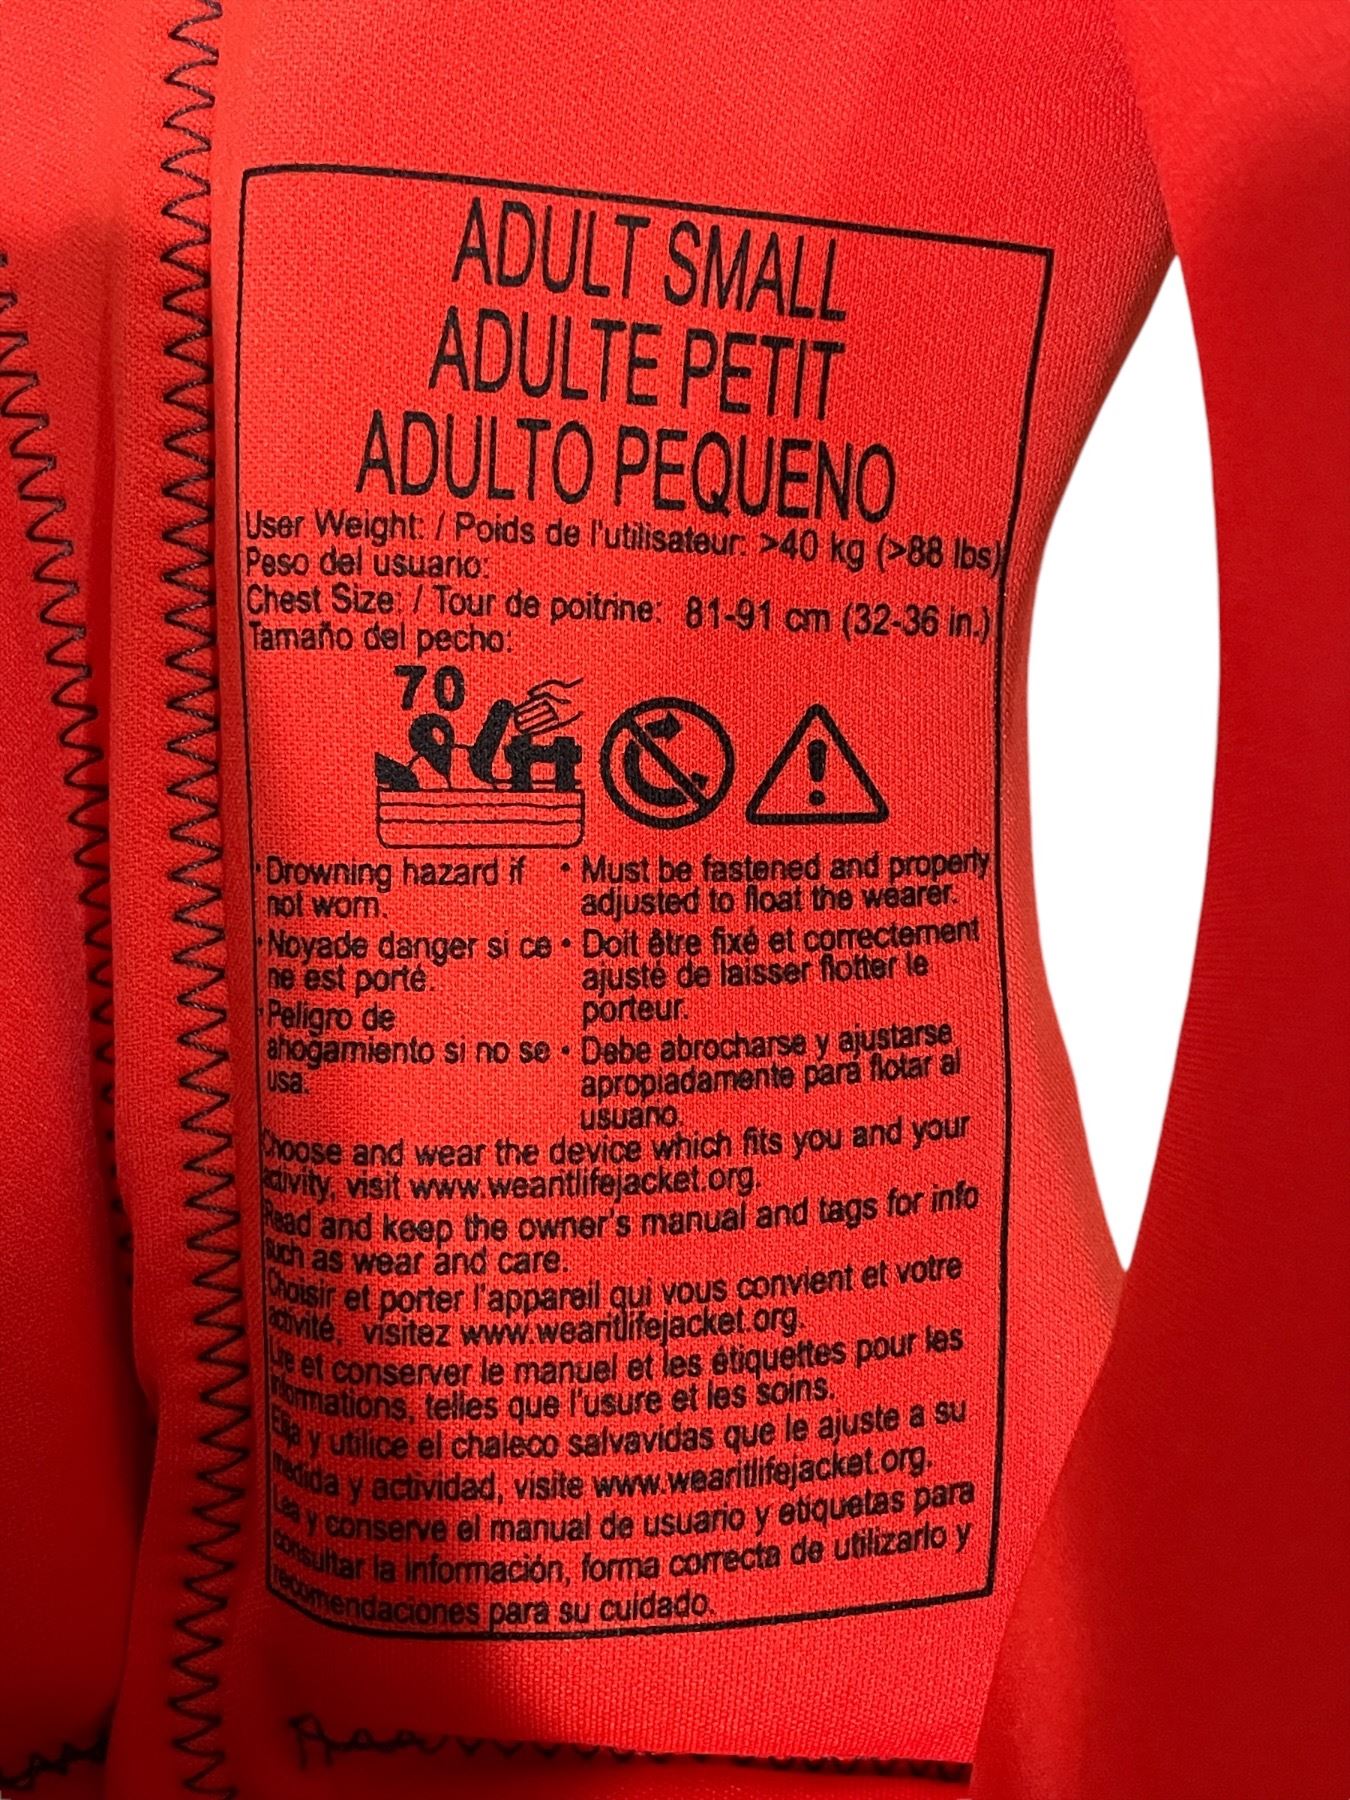 ADULT SMALL
ADULTE PETIT
ADULTO PEQUENO
User Weight: / Poids de l'utilisateur: >40 kg (>88 lbs)
Peso del usuario:
Chest Size: / Tour de poitrine: 81-91 cm (32-36 in.)
Tamaño del pecho:
70
• Drowning hazard if
not worn.
• Noyade danger si ce
ne est porté.
• Peligro de
ahogamiento si no se
usa.
• Must be fastened and properly
adjusted to float the wearer.
• Doit être fixé et correctement
ajusté de laisser flotter le
porteur.
• Debe abrocharse y ajustarse
apropiadamente para flotar al
usuario.
Choose and wear the device which fits you and your
activity, visit www.weantlifejacket.org.
Read and keep the owner's manual and tags for info
such as wear and care.
Choisir et porter l'appareil qui vous convient et votre
activité, visitez www.wearitlifejacket.org.
Lire et conserver le manuel et les étiquettes pour les
informations, telles que l'usure et les soins.
Elija y utilice el chaleco salvavidas que le ajuste a su
medida y actividad, visite www.wearitlifejacket.org.
Lea y conserve el manual de usuario y etiquetas para
consultar la información, forma correcta de utilizarlo y
recomendaciones para su cuidado.